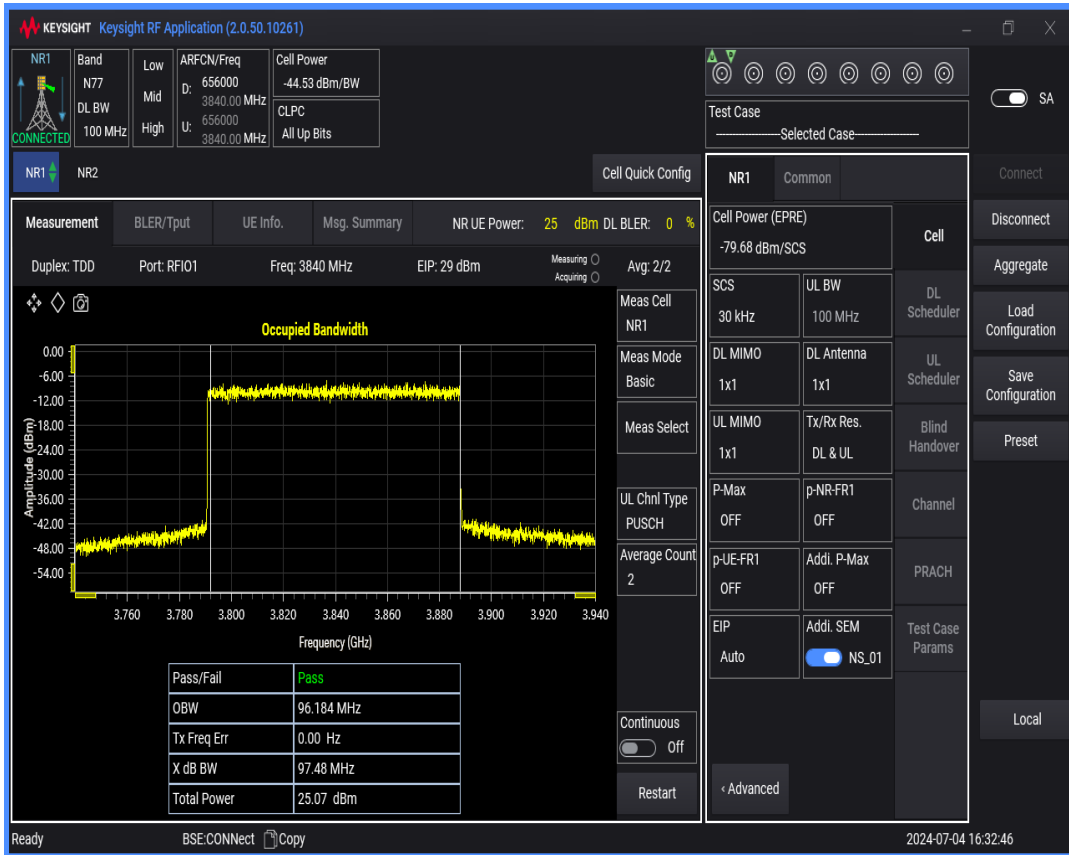 KEYSIGHT Keysight RF Application (2.0.50.10261)
NR1
CONNECTED
Band
N77
DL BW
100 MHz
Low
Mid
High
ARFCN/Freq
D: 656000
3840.00 MHz
U: 656000
3840.00 MHz
Cell Power
-44.53 dBm/BW
CLPC
All Up Bits
Test Case
-----Selected Case-----
SA
NR1 NR2 Cell Quick Config
Measurement BLER/Tput UE Info. Msg. Summary NR UE Power: 25 dBm DL BLER: 0 %
Duplex: TDD Port: RFIO1 Freq: 3840 MHz EIP: 29 dBm Measuring Avg: 2/2
Acquiring
Occupied Bandwidth
Amplitude (dBm)
0.00
-6.00
-12.00
-18.00
-24.00
-30.00
-36.00
-42.00
-48.00
-54.00
3.760 3.780 3.800 3.820 3.840 3.860 3.880 3.900 3.920 3.940
Frequency (GHz)
Pass/Fail Pass
OBW 96.184 MHz
Tx Freq Err 0.00 Hz
X dB BW 97.48 MHz
Total Power 25.07 dBm
Meas Cell
NR1
Meas Mode
Basic
Meas Select
UL Chnl Type
PUSCH
Average Count
2
Continuous
Off
Restart
NR1 Common
Cell Power (EPRE)
-79.68 dBm/SCS
SCS
30 kHz
UL BW
100 MHz
DL MIMO
1x1
DL Antenna
1x1
UL MIMO
1x1
Tx/Rx Res.
DL & UL
P-Max
OFF
p-NR-FR1
OFF
p-UE-FR1
OFF
Addi. P-Max
OFF
EIP
Auto
Addi. SEM
NS_01
‹ Advanced
Cell
DL
Scheduler
UL
Scheduler
Blind
Handover
Channel
PRACH
Test Case
Params
Connect
Disconnect
Aggregate
Load
Configuration
Save
Configuration
Preset
Local
Ready BSE:CONNect Copy 2024-07-04 16:32:46